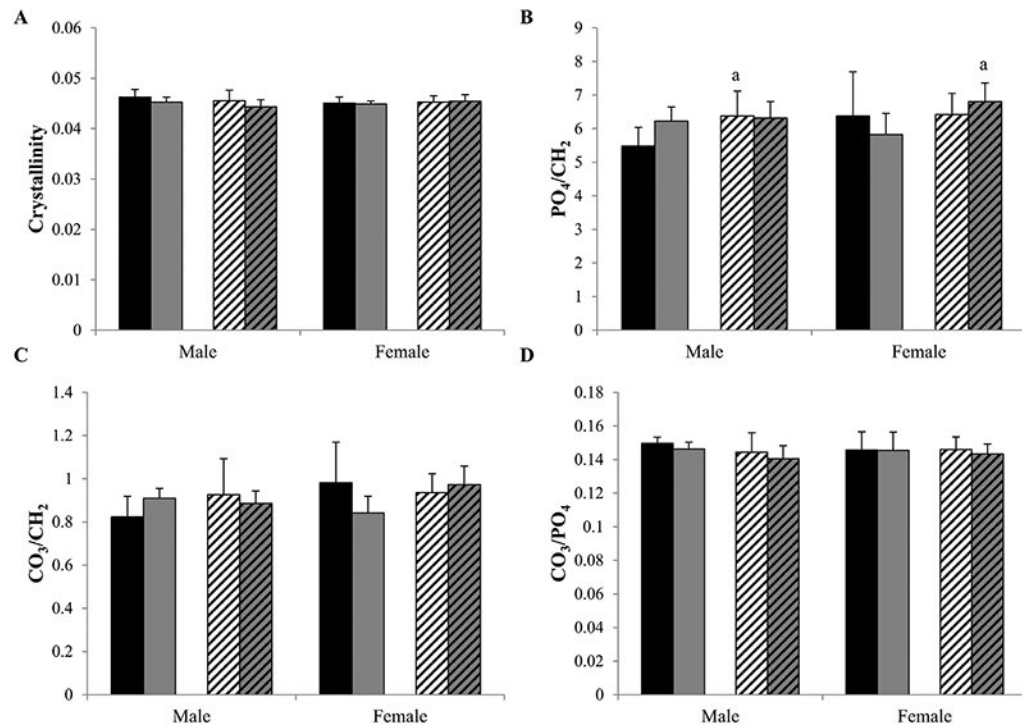 A
Crystallinity
0.06
0.05
0.04
0.03
0.02
0.01
0
Male Female
B
PO₄/CH₂
9
8
7
6
5
4
3
2
1
0
a
a
Male Female
C
CO₃/CH₂
1.4
1.2
1
0.8
0.6
0.4
0.2
0
Male Female
D
CO₃/PO₄
0.18
0.16
0.14
0.12
0.1
0.08
0.06
0.04
0.02
0
Male Female